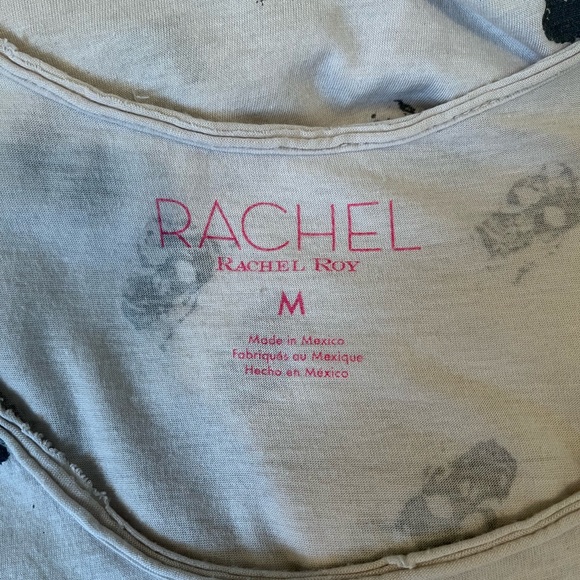 RACHEL
RACHEL ROY
M
Made in Mexico
Fabriqués au Mexique
Hecho en México